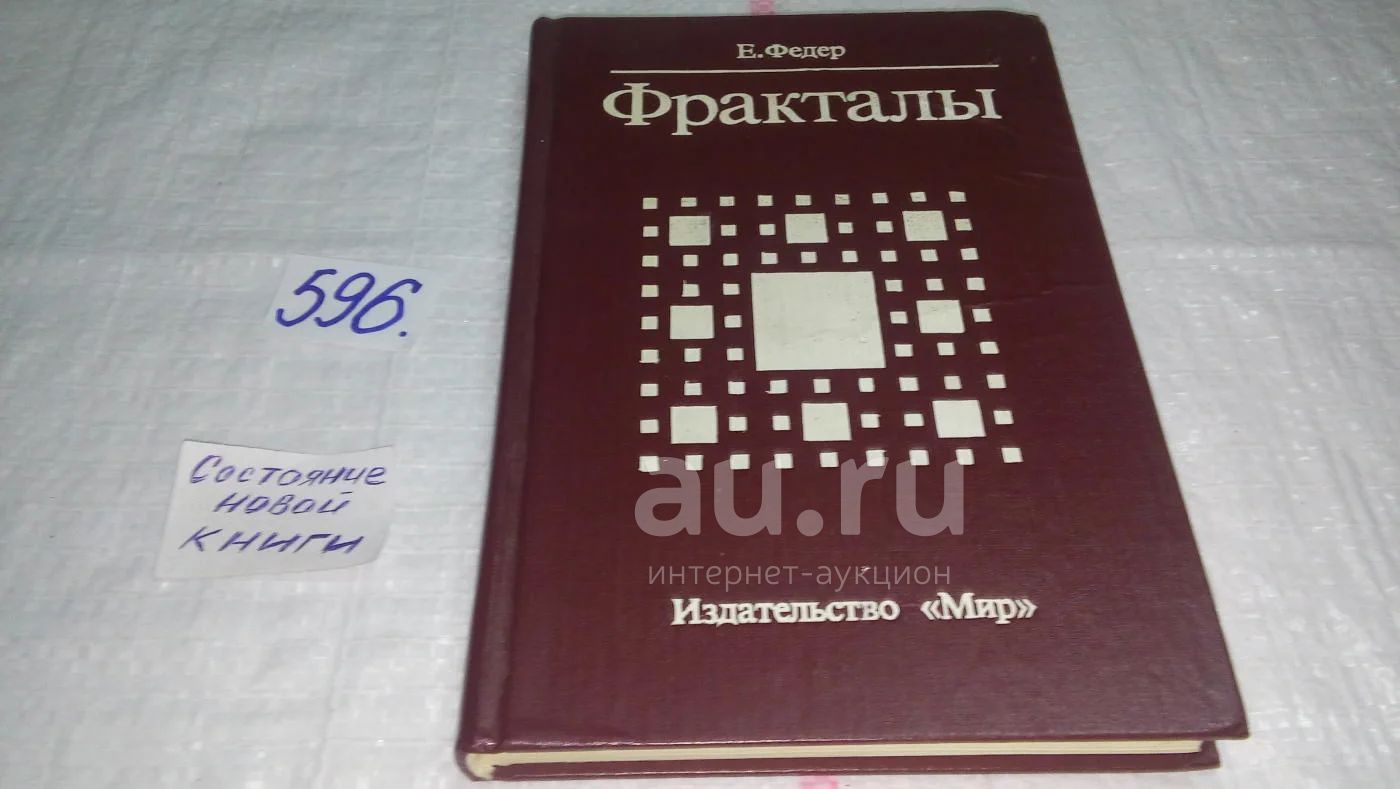 Е.Федер
Фракталы
596.
Состояние
новой
книги
au.ru
интернет-аукцион
Издательство «Мир»